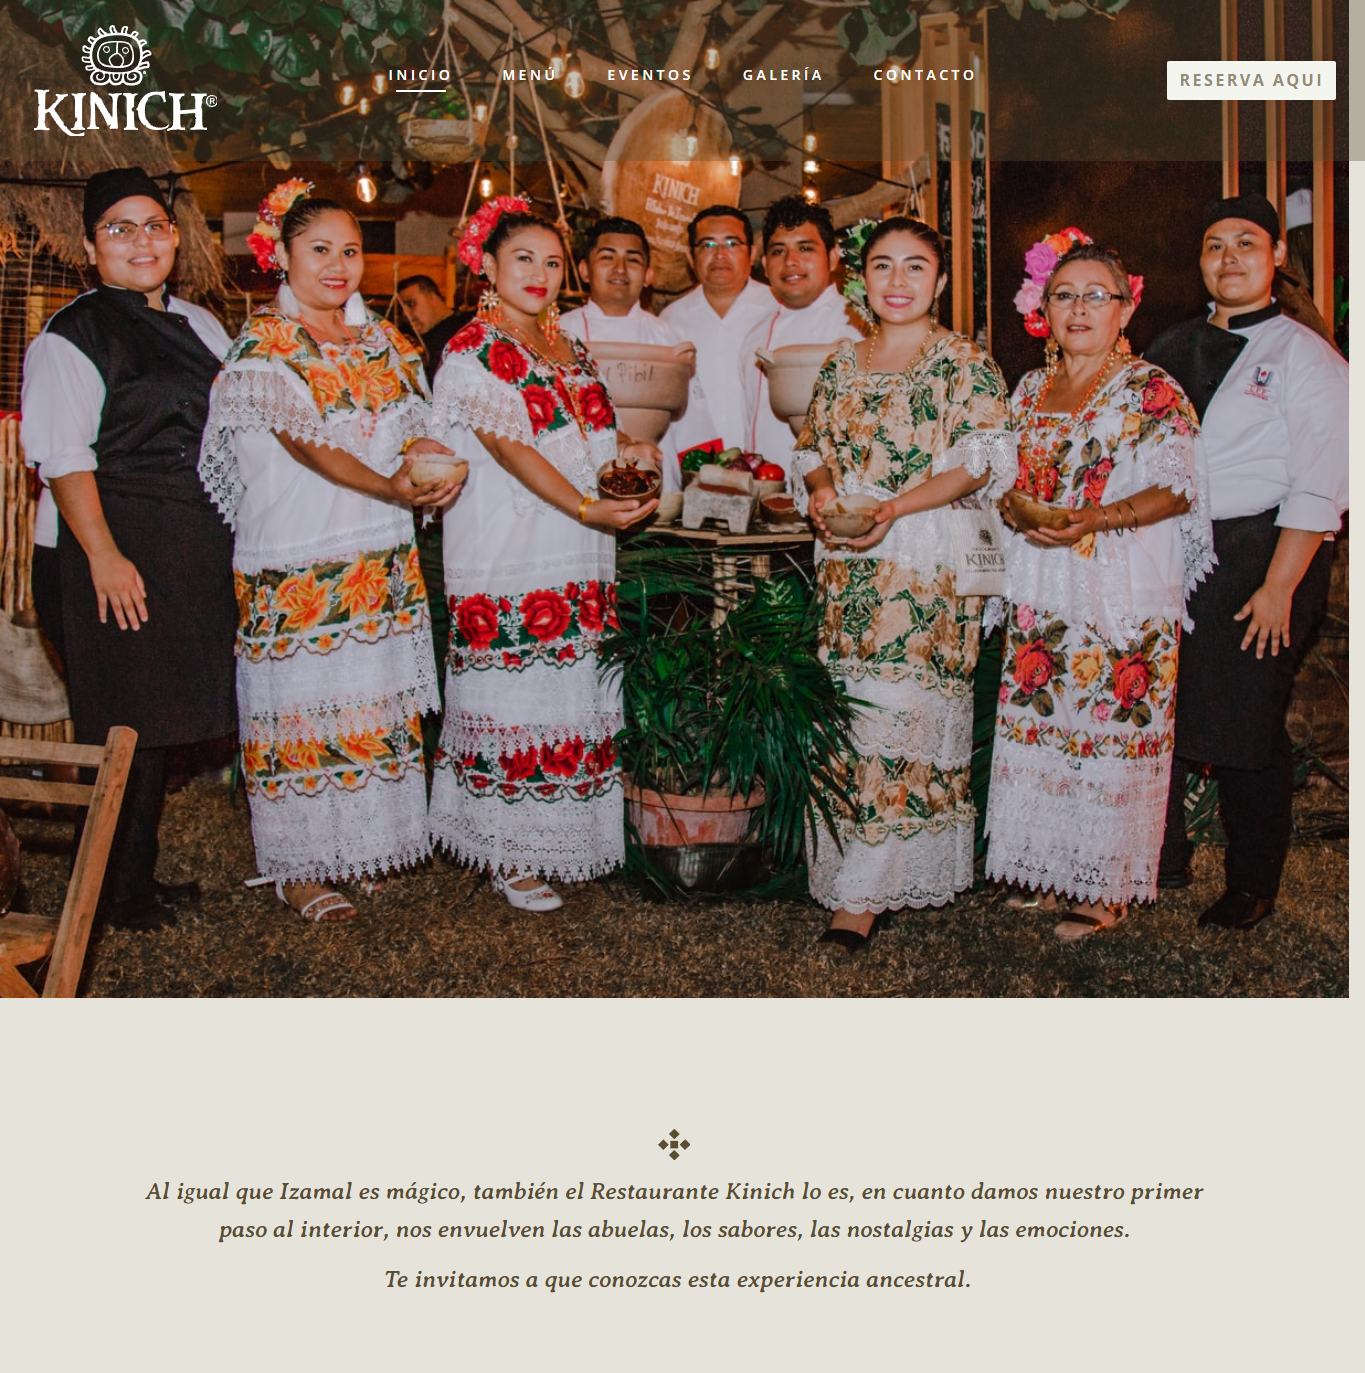 KINICH®
INICIO
MENÚ
EVENTOS
GALERÍA
CONTACTO
RESERVA AQUI
KINICH
Pibil
KINICH
Al igual que Izamal es mágico, también el Restaurante Kinich lo es, en cuanto damos nuestro primer
paso al interior, nos envuelven las abuelas, los sabores, las nostalgias y las emociones.
Te invitamos a que conozcas esta experiencia ancestral.